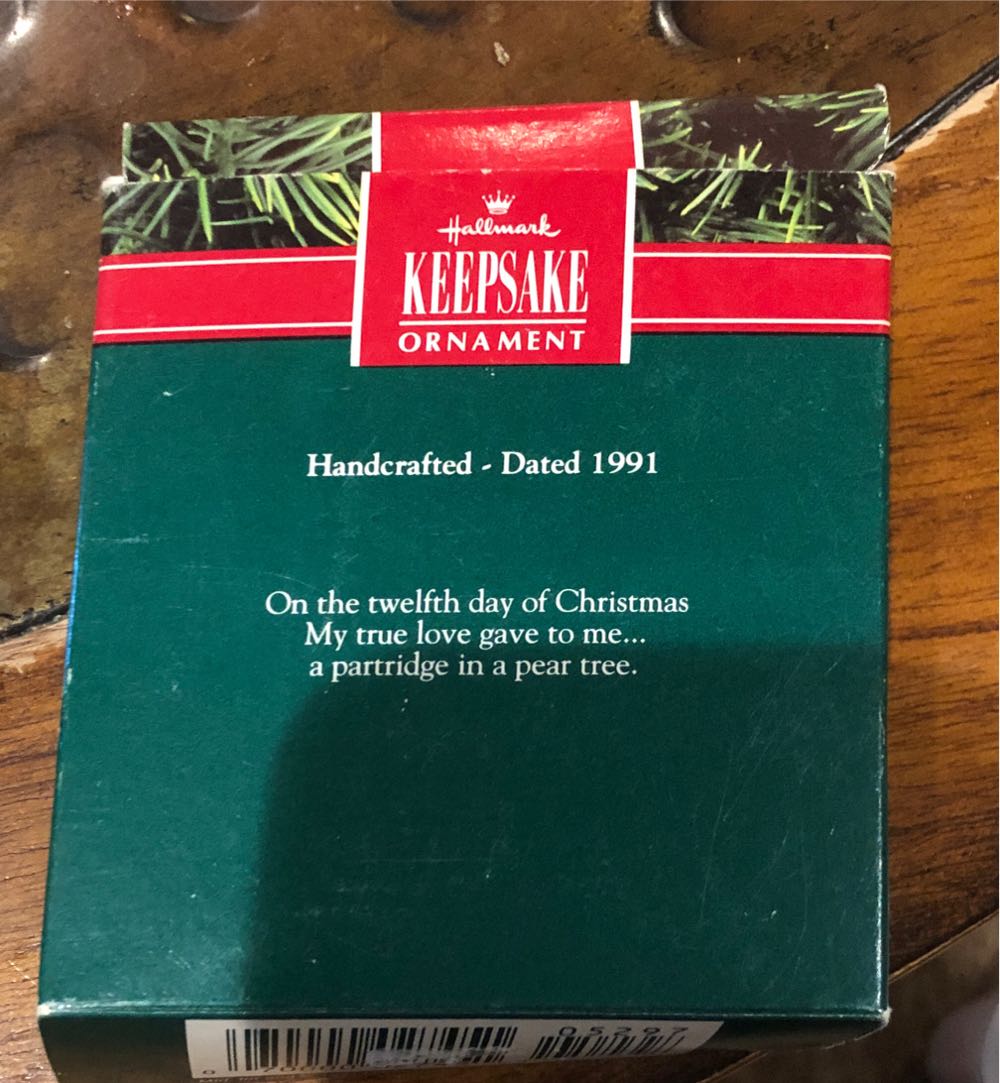 Hallmark
KEEPSAKE
ORNAMENT
Handcrafted - Dated 1991
On the twelfth day of Christmas
My true love gave to me...
a partridge in a pear tree.
05297